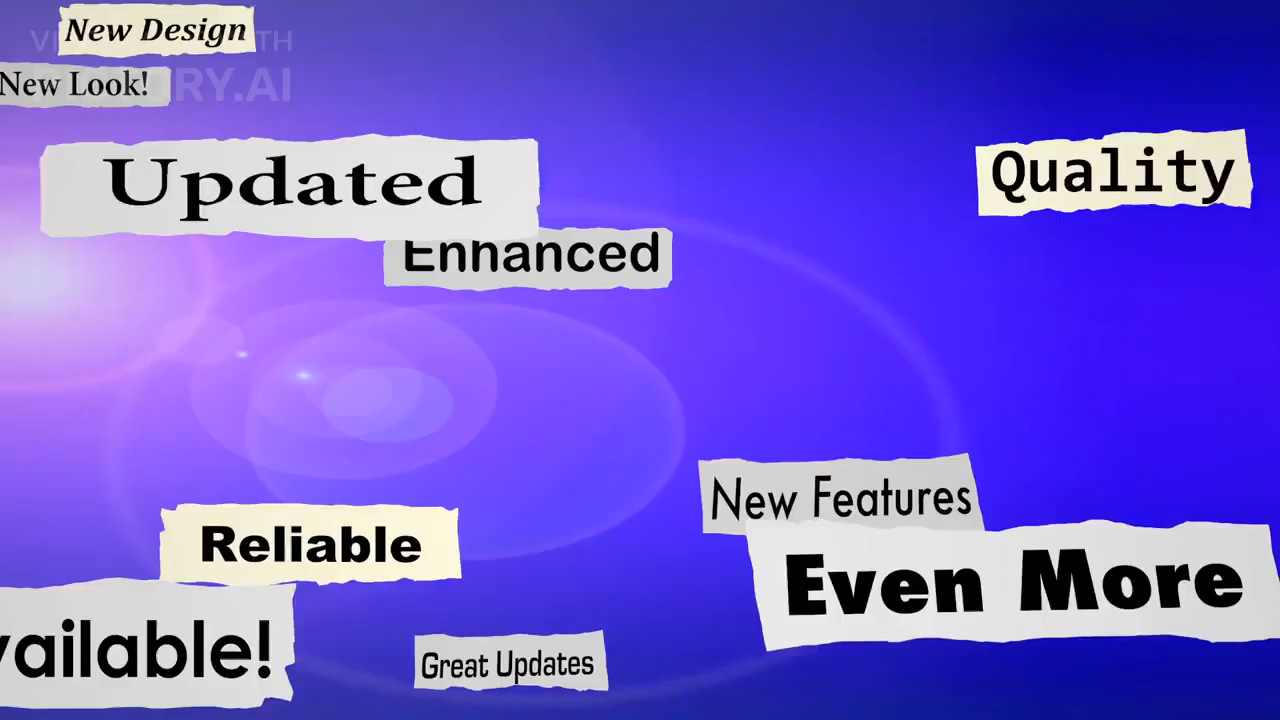 New Design
New Look!
Updated
Quality
Enhanced
New Features
Reliable
Even More
vailable!
Great Updates